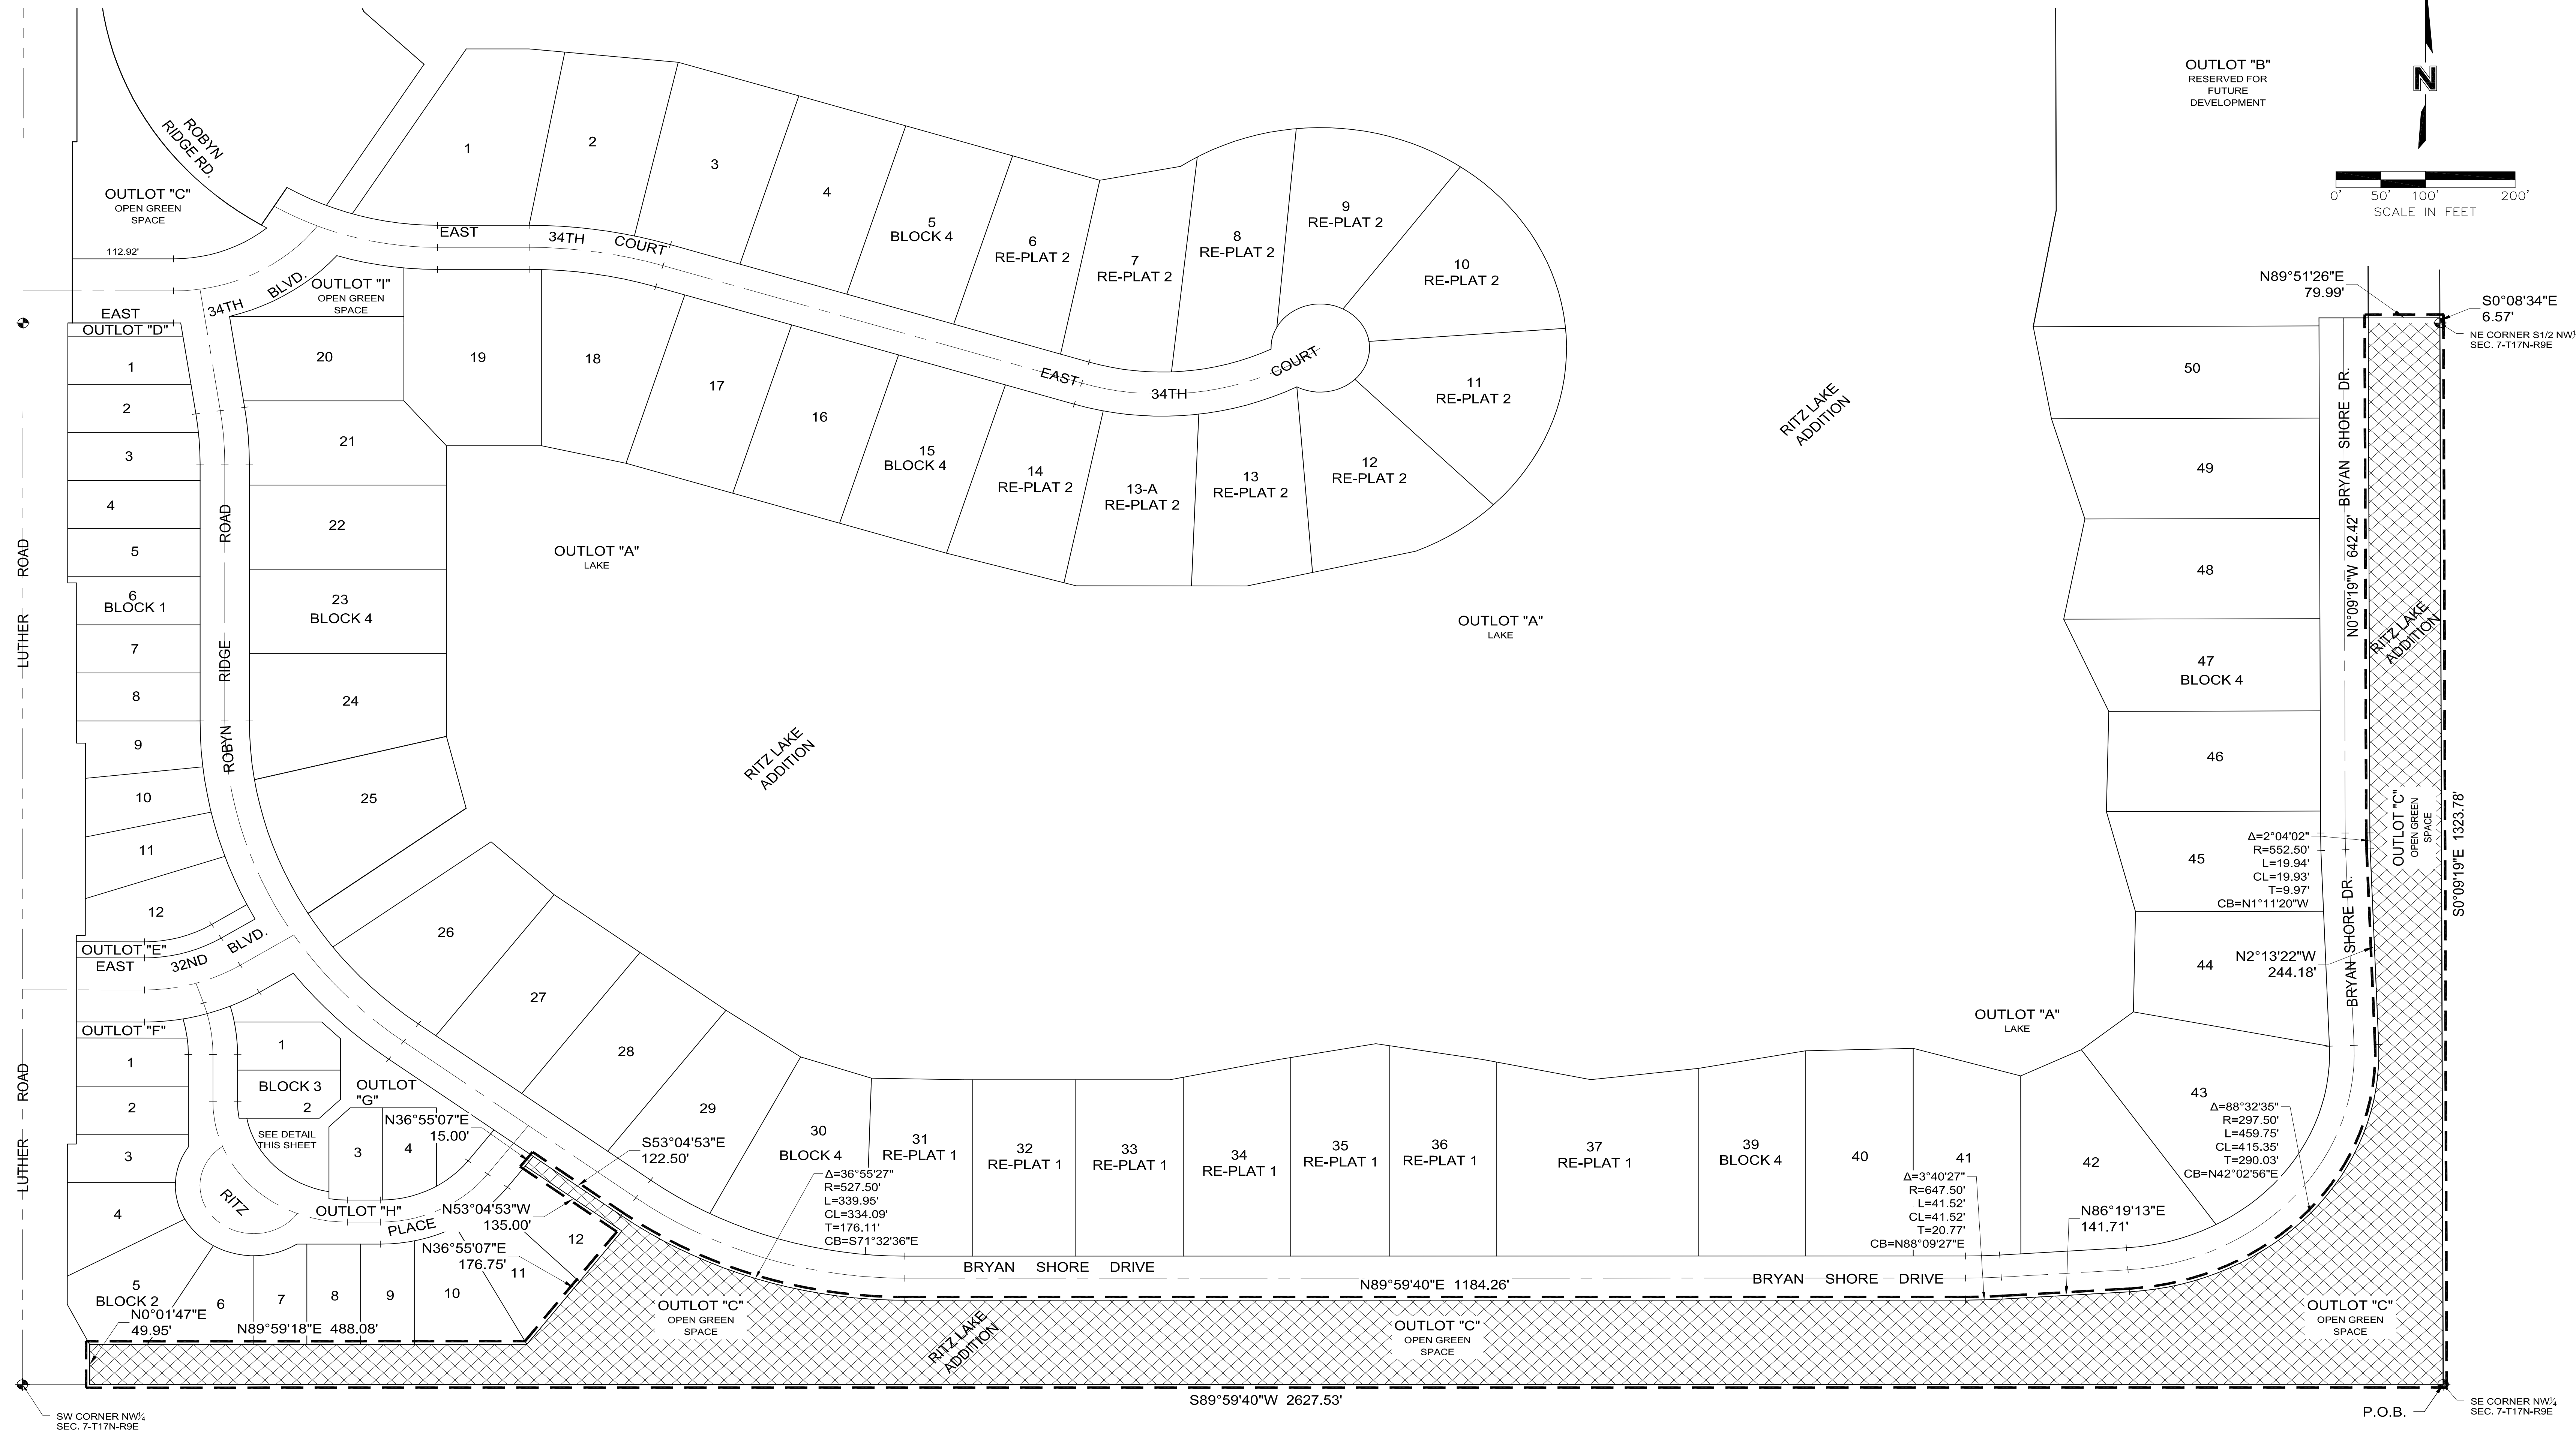 ROBYN
RIDGE RD.
OUTLOT "C"
OPEN GREEN
SPACE
112.92'
1
2
3
4
5
BLOCK 4
6
RE-PLAT 2
7
RE-PLAT 2
8
RE-PLAT 2
9
RE-PLAT 2
10
RE-PLAT 2
11
RE-PLAT 2
12
RE-PLAT 2
13
RE-PLAT 2
13-A
RE-PLAT 2
14
RE-PLAT 2
15
BLOCK 4
16
17
18
19
20
EAST 34TH COURT
EAST 34TH COURT
EAST 34TH BLVD.
OUTLOT "I"
OPEN GREEN
SPACE
OUTLOT "B"
RESERVED FOR
FUTURE
DEVELOPMENT
N
0' 50' 100' 200'
SCALE IN FEET
N89°51'26"E
79.99'
S0°08'34"E
6.57'
NE CORNER S1/2 NW¼
SEC. 7-T17N-R9E
OUTLOT "D"
1
2
3
4
5
6
BLOCK 1
7
8
9
10
11
12
LUTHER ROAD
LUTHER ROAD
ROBYN RIDGE ROAD
21
22
23
BLOCK 4
24
25
26
27
28
29
30
BLOCK 4
31
RE-PLAT 1
32
RE-PLAT 1
33
RE-PLAT 1
34
RE-PLAT 1
35
RE-PLAT 1
36
RE-PLAT 1
37
RE-PLAT 1
39
BLOCK 4
40
41
42
43
44
45
46
47
BLOCK 4
48
49
50
OUTLOT "A"
LAKE
OUTLOT "A"
LAKE
OUTLOT "A"
LAKE
RITZ LAKE
ADDITION
RITZ LAKE
ADDITION
RITZ LAKE
ADDITION
RITZ LAKE
ADDITION
BRYAN SHORE DR.
N0°09'19"W 642.42'
BRYAN SHORE DR.
OUTLOT "C"
OPEN GREEN
SPACE
S0°09'19"E 1323.78'
Δ=2°04'02"
R=552.50'
L=19.94'
CL=19.93'
T=9.97'
CB=N1°11'20"W
N2°13'22"W
244.18'
Δ=88°32'35"
R=297.50'
L=459.75'
CL=415.35'
T=290.03'
CB=N42°02'56"E
N86°19'13"E
141.71'
Δ=3°40'27"
R=647.50'
L=41.52'
CL=41.52'
T=20.77'
CB=N88°09'27"E
OUTLOT "E"
EAST 32ND BLVD.
OUTLOT "F"
1
2
3
4
5
BLOCK 2
6
7
8
9
10
11
12
1
BLOCK 3
2
SEE DETAIL
THIS SHEET
OUTLOT
"G"
3
4
OUTLOT "H"
RITZ PLACE
N36°55'07"E
15.00'
S53°04'53"E
122.50'
N53°04'53"W
135.00'
N36°55'07"E
176.75'
Δ=36°55'27"
R=527.50'
L=339.95'
CL=334.09'
T=176.11'
CB=S71°32'36"E
N0°01'47"E
49.95'
N89°59'18"E 488.08'
BRYAN SHORE DRIVE
N89°59'40"E 1184.26'
BRYAN SHORE DRIVE
OUTLOT "C"
OPEN GREEN
SPACE
OUTLOT "C"
OPEN GREEN
SPACE
OUTLOT "C"
OPEN GREEN
SPACE
S89°59'40"W 2627.53'
SW CORNER NW¼
SEC. 7-T17N-R9E
P.O.B.
SE CORNER NW¼
SEC. 7-T17N-R9E